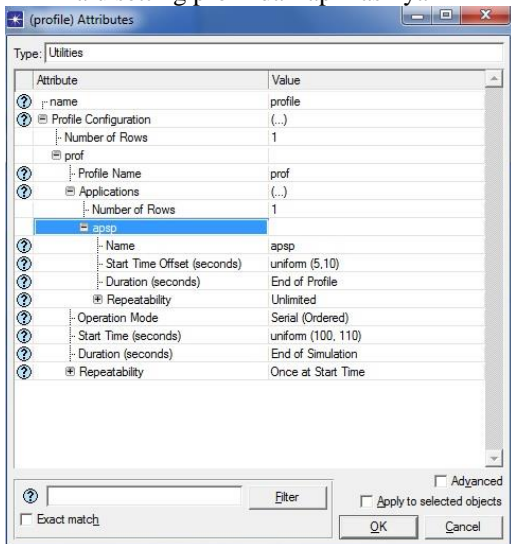 (profile) Attributes
Type: Utilities
Attribute Value
name profile
Profile Configuration (...)
Number of Rows 1
prof
Profile Name prof
Applications (...)
Number of Rows 1
apsp
Name apsp
Start Time Offset (seconds) uniform (5,10)
Duration (seconds) End of Profile
Repeatability Unlimited
Operation Mode Serial (Ordered)
Start Time (seconds) uniform (100, 110)
Duration (seconds) End of Simulation
Repeatability Once at Start Time
Advanced
Filter
Apply to selected objects
Exact match
OK Cancel